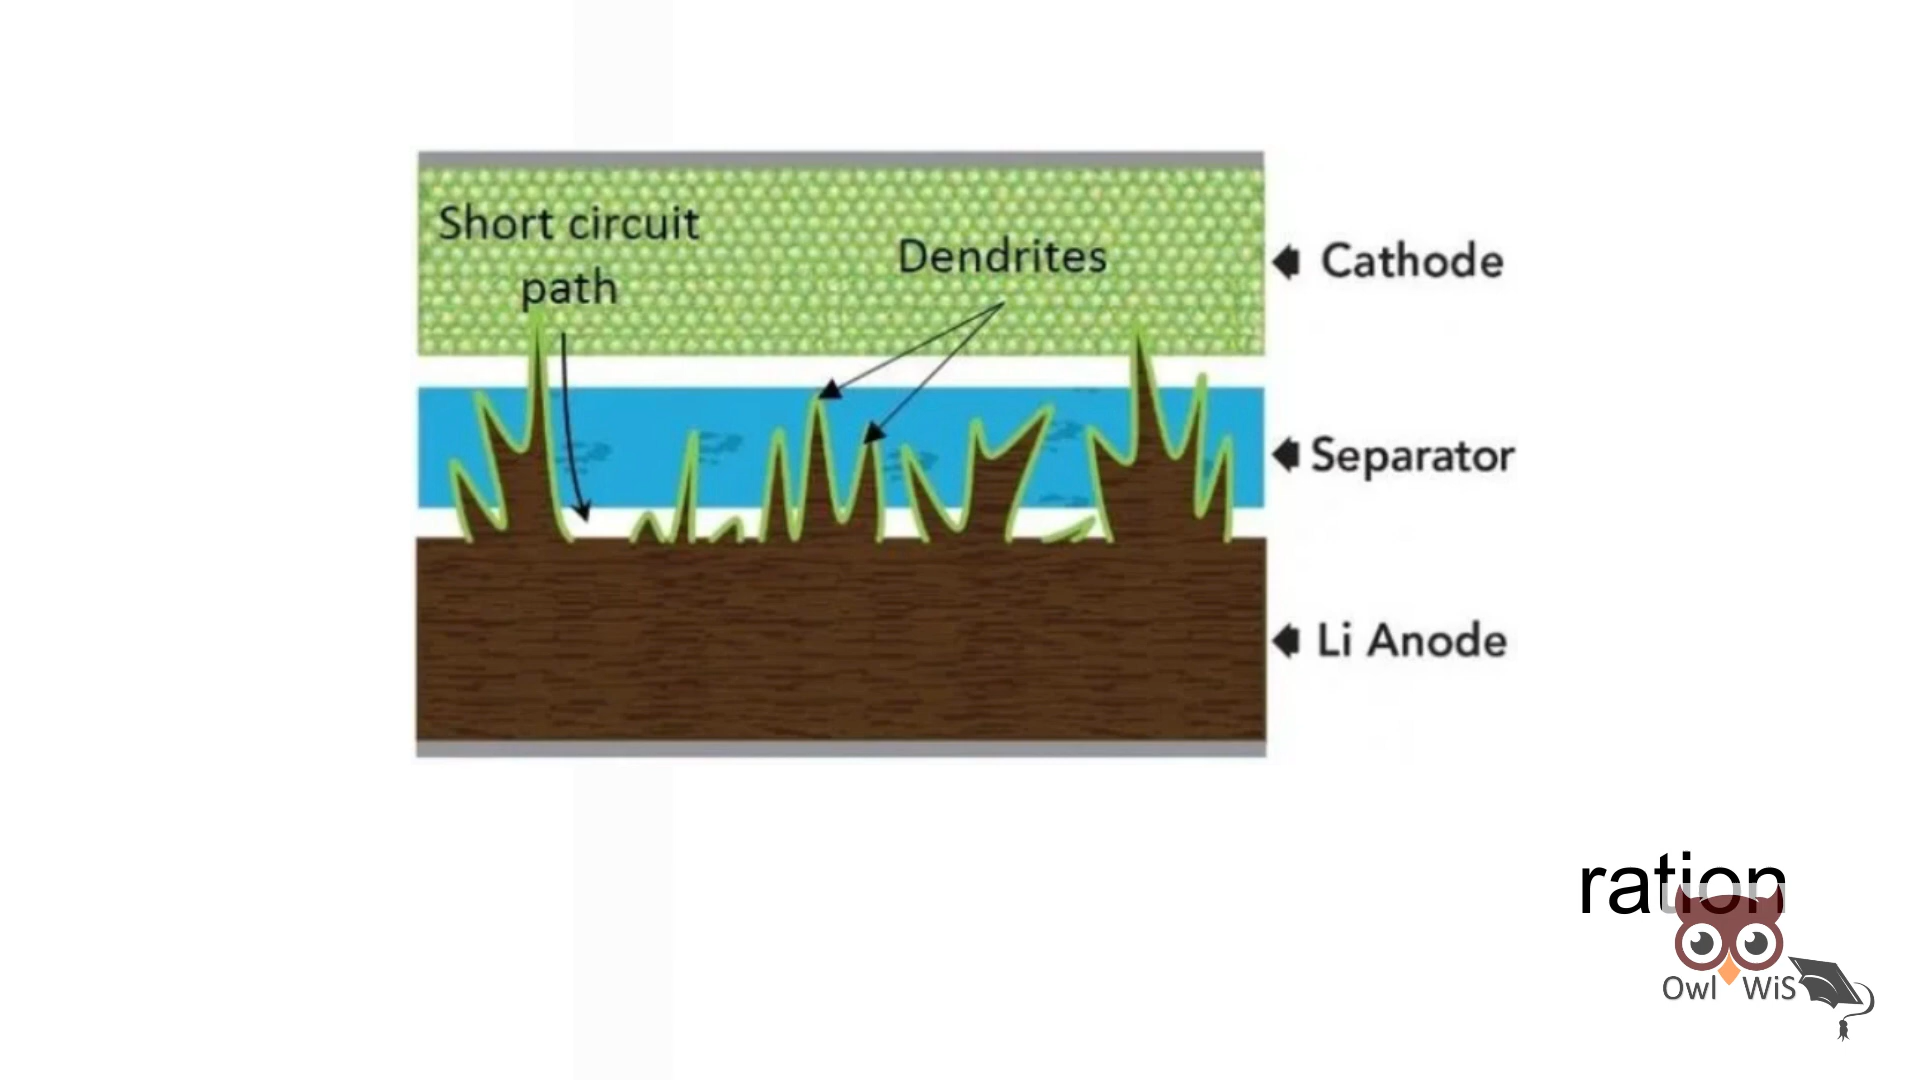 Short circuit
path
Dendrites
Cathode
Separator
Li Anode
ration
Owl WiS